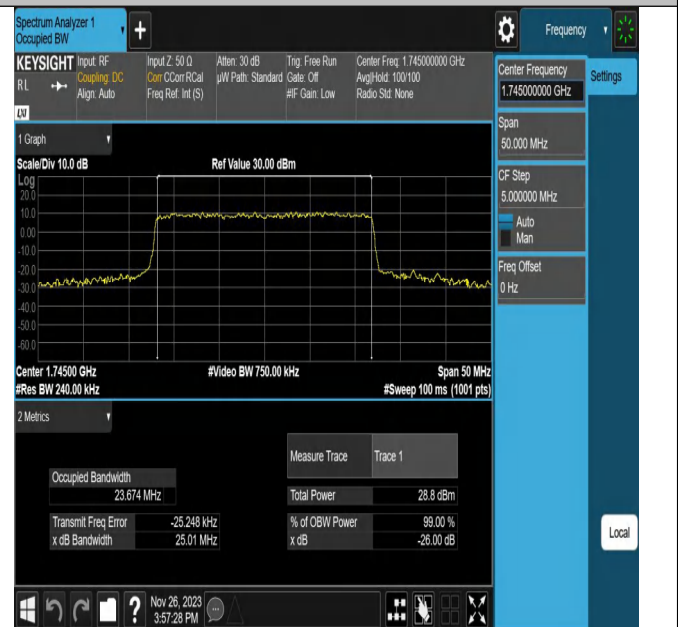 Spectrum Analyzer 1
Occupied BW
+
Frequency
KEYSIGHT
RL
LXI
Input: RF
Coupling: DC
Align: Auto
Input Z: 50 Ω
Corr CCorr RCal
Freq Ref: Int (S)
Atten: 30 dB
µW Path: Standard
Trig: Free Run
Gate: Off
#IF Gain: Low
Center Freq: 1.745000000 GHz
Avg|Hold: 100/100
Radio Std: None
Center Frequency
1.745000000 GHz
Settings
Span
50.000 MHz
CF Step
5.000000 MHz
Auto
Man
Freq Offset
0 Hz
1 Graph
Scale/Div 10.0 dB
Ref Value 30.00 dBm
Log
20.0
10.0
0.00
-10.0
-20.0
-30.0
-40.0
-50.0
-60.0
Center 1.74500 GHz
#Video BW 750.00 kHz
Span 50 MHz
#Res BW 240.00 kHz
#Sweep 100 ms (1001 pts)
2 Metrics
Measure Trace
Trace 1
Occupied Bandwidth
23.674 MHz
Total Power
28.8 dBm
Transmit Freq Error
-25.248 kHz
% of OBW Power
99.00 %
x dB Bandwidth
25.01 MHz
x dB
-26.00 dB
Local
?
Nov 26, 2023
3:57:28 PM